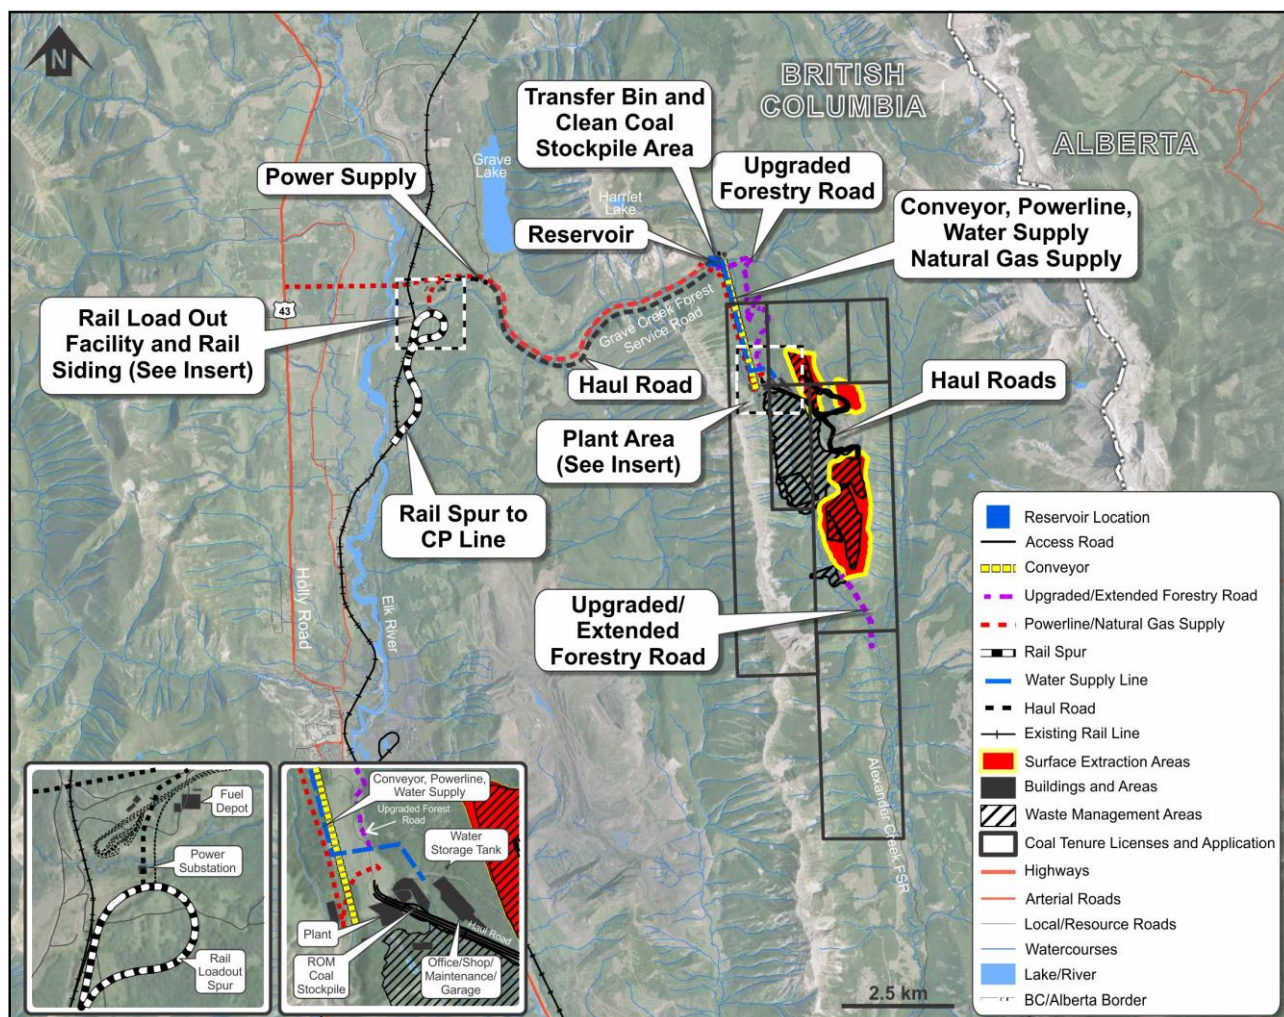 N
BRITISH
COLUMBIA
ALBERTA
Transfer Bin and
Clean Coal
Stockpile Area
Upgraded
Forestry Road
Power Supply
Grave
Lake
Harriet
Lake
Reservoir
Conveyor, Powerline,
Water Supply
Natural Gas Supply
43
Rail Load Out
Facility and Rail
Siding (See Insert)
Grave Creek Forest
Service Road
Haul Road
Haul Roads
Plant Area
(See Insert)
Rail Spur to
CP Line
Holly Road
Elk River
Upgraded/
Extended
Forestry Road
Alexander Creek FSR
Reservoir Location
Access Road
Conveyor
Upgraded/Extended Forestry Road
Powerline/Natural Gas Supply
Rail Spur
Water Supply Line
Haul Road
Existing Rail Line
Surface Extraction Areas
Buildings and Areas
Waste Management Areas
Coal Tenure Licenses and Application
Highways
Arterial Roads
Local/Resource Roads
Watercourses
Lake/River
BC/Alberta Border
2.5 km
Fuel
Depot
Power
Substation
Rail
Loadout
Spur
Conveyor, Powerline,
Water Supply
Upgraded Forest
Road
Water
Storage Tank
Plant
Haul Road
ROM
Coal
Stockpile
Office/Shop/
Maintenance/
Garage